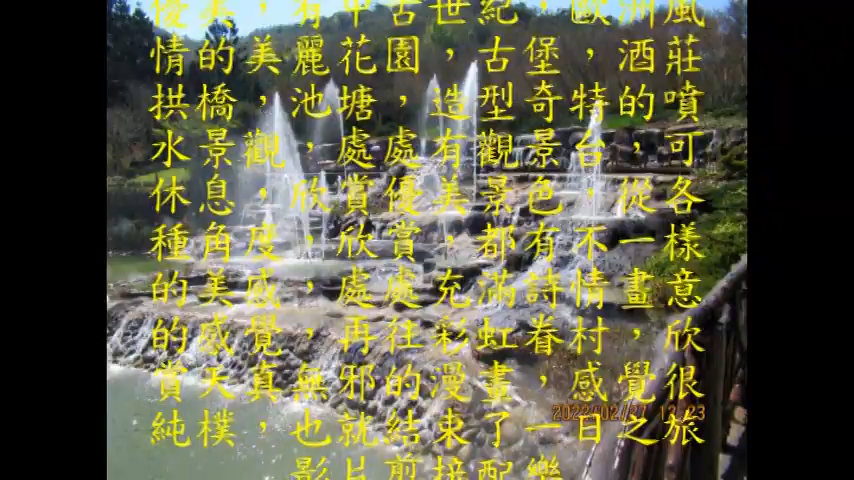 優美，有中古世紀，歐洲風
情的美麗花園，古堡，酒莊
拱橋，池塘，造型奇特的噴
水景觀，處處有觀景台，可
休息，欣賞優美景色，從各
種角度，欣賞，都有不一樣
的美感，處處充滿詩情畫意
的感覺，再往彩虹眷村，欣
賞天真無邪的漫畫，感覺很
純樸，也就結束了一日之旅
影片前接配樂
2022/02/27 13:23